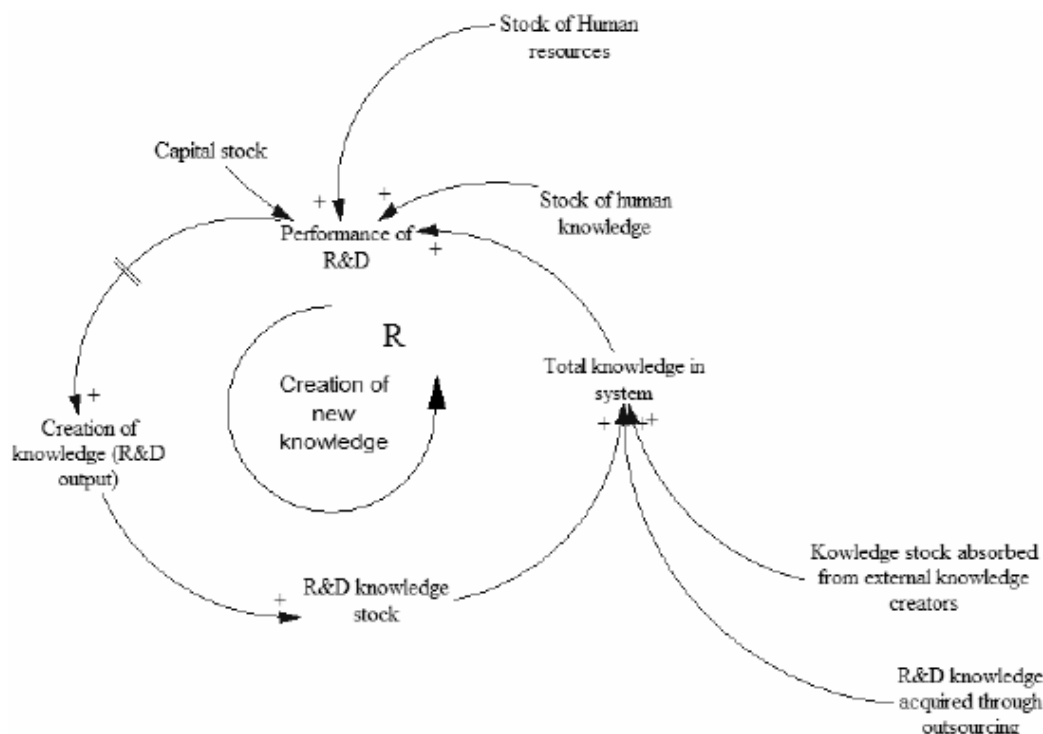 Stock of Human
resources
Capital stock
+
+
Stock of human
knowledge
Performance of
R&D
+
R
Creation of
new
knowledge
Total knowledge in
system
+
++
+
Creation of
knowledge (R&D
output)
+
R&D knowledge
stock
Kowledge stock absorbed
from external knowledge
creators
R&D knowledge
acquired through
outsourcing